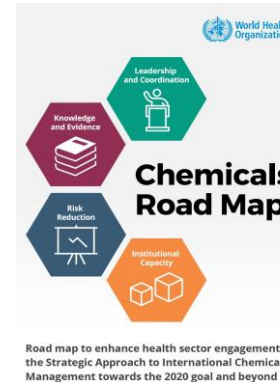 World Heal
Organizatio
Leadership
and Coordination
Knowledge
and Evidence
Chemicals
Road Map
Risk
Reduction
Institutional
Capacity
Road map to enhance health sector engagement
the Strategic Approach to International Chemica
Management towards the 2020 goal and beyond